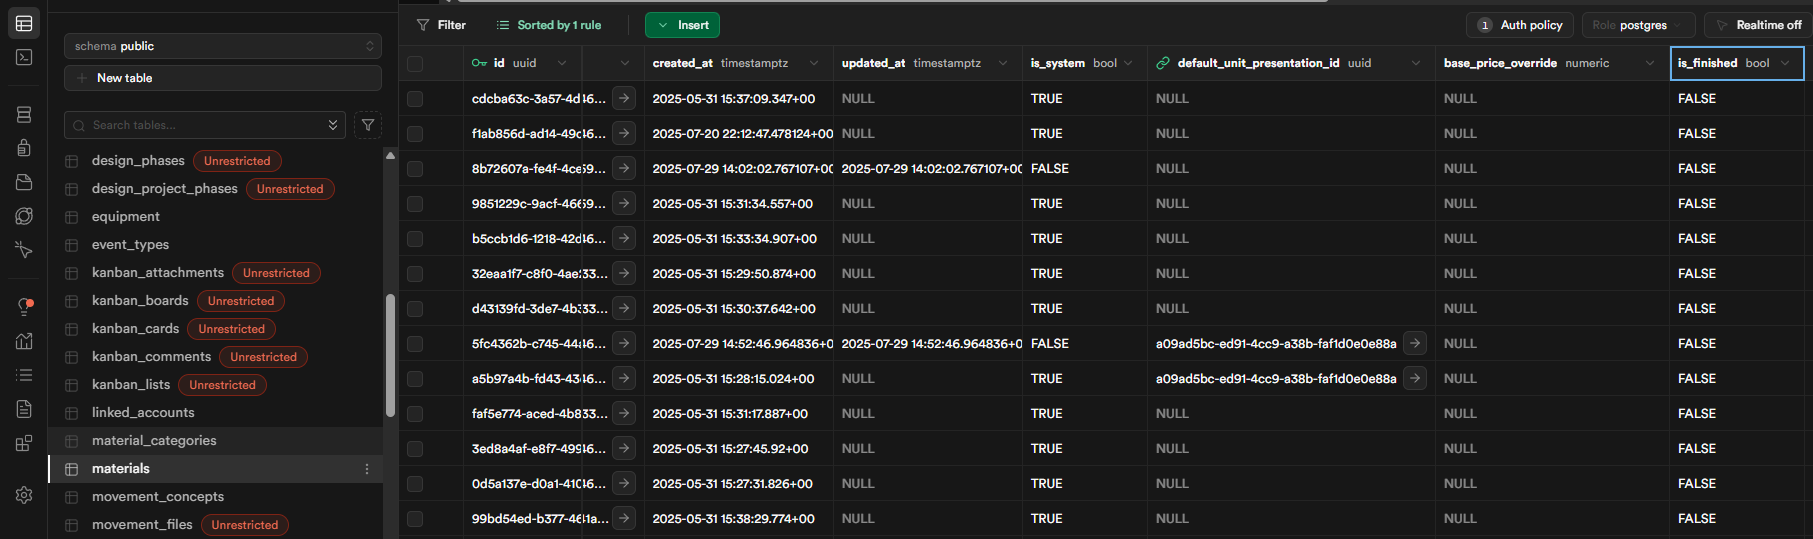 schema public
New table
Search tables...
design_phases Unrestricted
design_project_phases Unrestricted
equipment
event_types
kanban_attachments Unrestricted
kanban_boards Unrestricted
kanban_cards Unrestricted
kanban_comments Unrestricted
kanban_lists Unrestricted
linked_accounts
material_categories
materials
movement_concepts
movement_files Unrestricted
Filter Sorted by 1 rule Insert 1 Auth policy Role postgres Realtime off
id uuid created_at timestamptz updated_at timestamptz is_system bool default_unit_presentation_id uuid base_price_override numeric is_finished bool
cdcba63c-3a57-4d46... 2025-05-31 15:37:09.347+00 NULL TRUE NULL NULL FALSE
f1ab856d-ad14-49c46... 2025-07-20 22:12:47.478124+00 NULL TRUE NULL NULL FALSE
8b72607a-fe4f-4ce59... 2025-07-29 14:02:02.767107+00 2025-07-29 14:02:02.767107+00 FALSE NULL NULL FALSE
9851229c-9acf-46659... 2025-05-31 15:31:34.557+00 NULL TRUE NULL NULL FALSE
b5ccb1d6-1218-42d46... 2025-05-31 15:33:34.907+00 NULL TRUE NULL NULL FALSE
32eaa1f7-c8f0-4ae33... 2025-05-31 15:29:50.874+00 NULL TRUE NULL NULL FALSE
d43139fd-3de7-4b333... 2025-05-31 15:30:37.642+00 NULL TRUE NULL NULL FALSE
5fc4362b-c745-44a46... 2025-07-29 14:52:46.964836+0 2025-07-29 14:52:46.964836+0 FALSE a09ad5bc-ed91-4cc9-a38b-faf1d0e0e88a NULL FALSE
a5b97a4b-fd43-4346... 2025-05-31 15:28:15.024+00 NULL TRUE a09ad5bc-ed91-4cc9-a38b-faf1d0e0e88a NULL FALSE
faf5e774-aced-4b833... 2025-05-31 15:31:17.887+00 NULL TRUE NULL NULL FALSE
3ed8a4af-e8f7-49946... 2025-05-31 15:27:45.92+00 NULL TRUE NULL NULL FALSE
0d5a137e-d0a1-41046... 2025-05-31 15:27:31.826+00 NULL TRUE NULL NULL FALSE
99bd54ed-b377-4641a... 2025-05-31 15:38:29.774+00 NULL TRUE NULL NULL FALSE